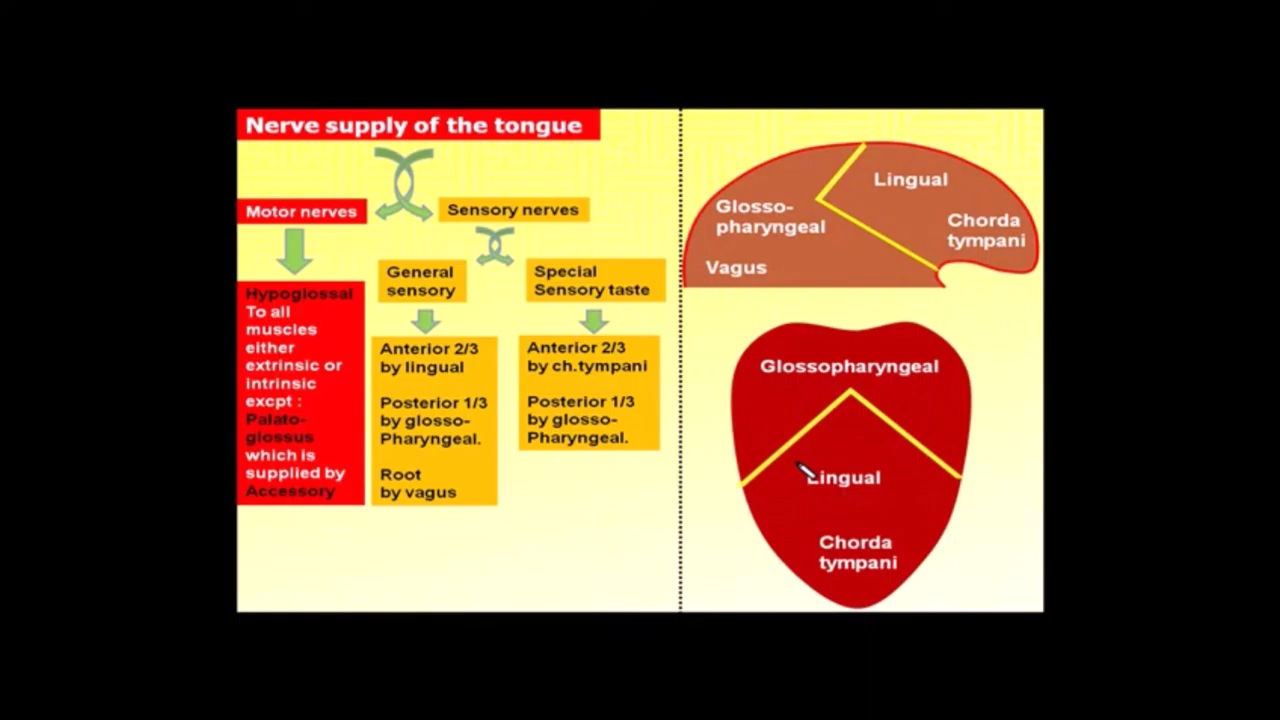 Nerve supply of the tongue
Motor nerves
Sensory nerves
Hypoglossal
To all
muscles
either
extrinsic or
intrinsic
excpt :
Palato-
glossus
which is
supplied by
Accessory
General
sensory
Anterior 2/3
by lingual
Posterior 1/3
by glosso-
Pharyngeal.
Root
by vagus
Special
Sensory taste
Anterior 2/3
by ch.tympani
Posterior 1/3
by glosso-
Pharyngeal.
Lingual
Glosso-
pharyngeal
Chorda
tympani
Vagus
Glossopharyngeal
Lingual
Chorda
tympani